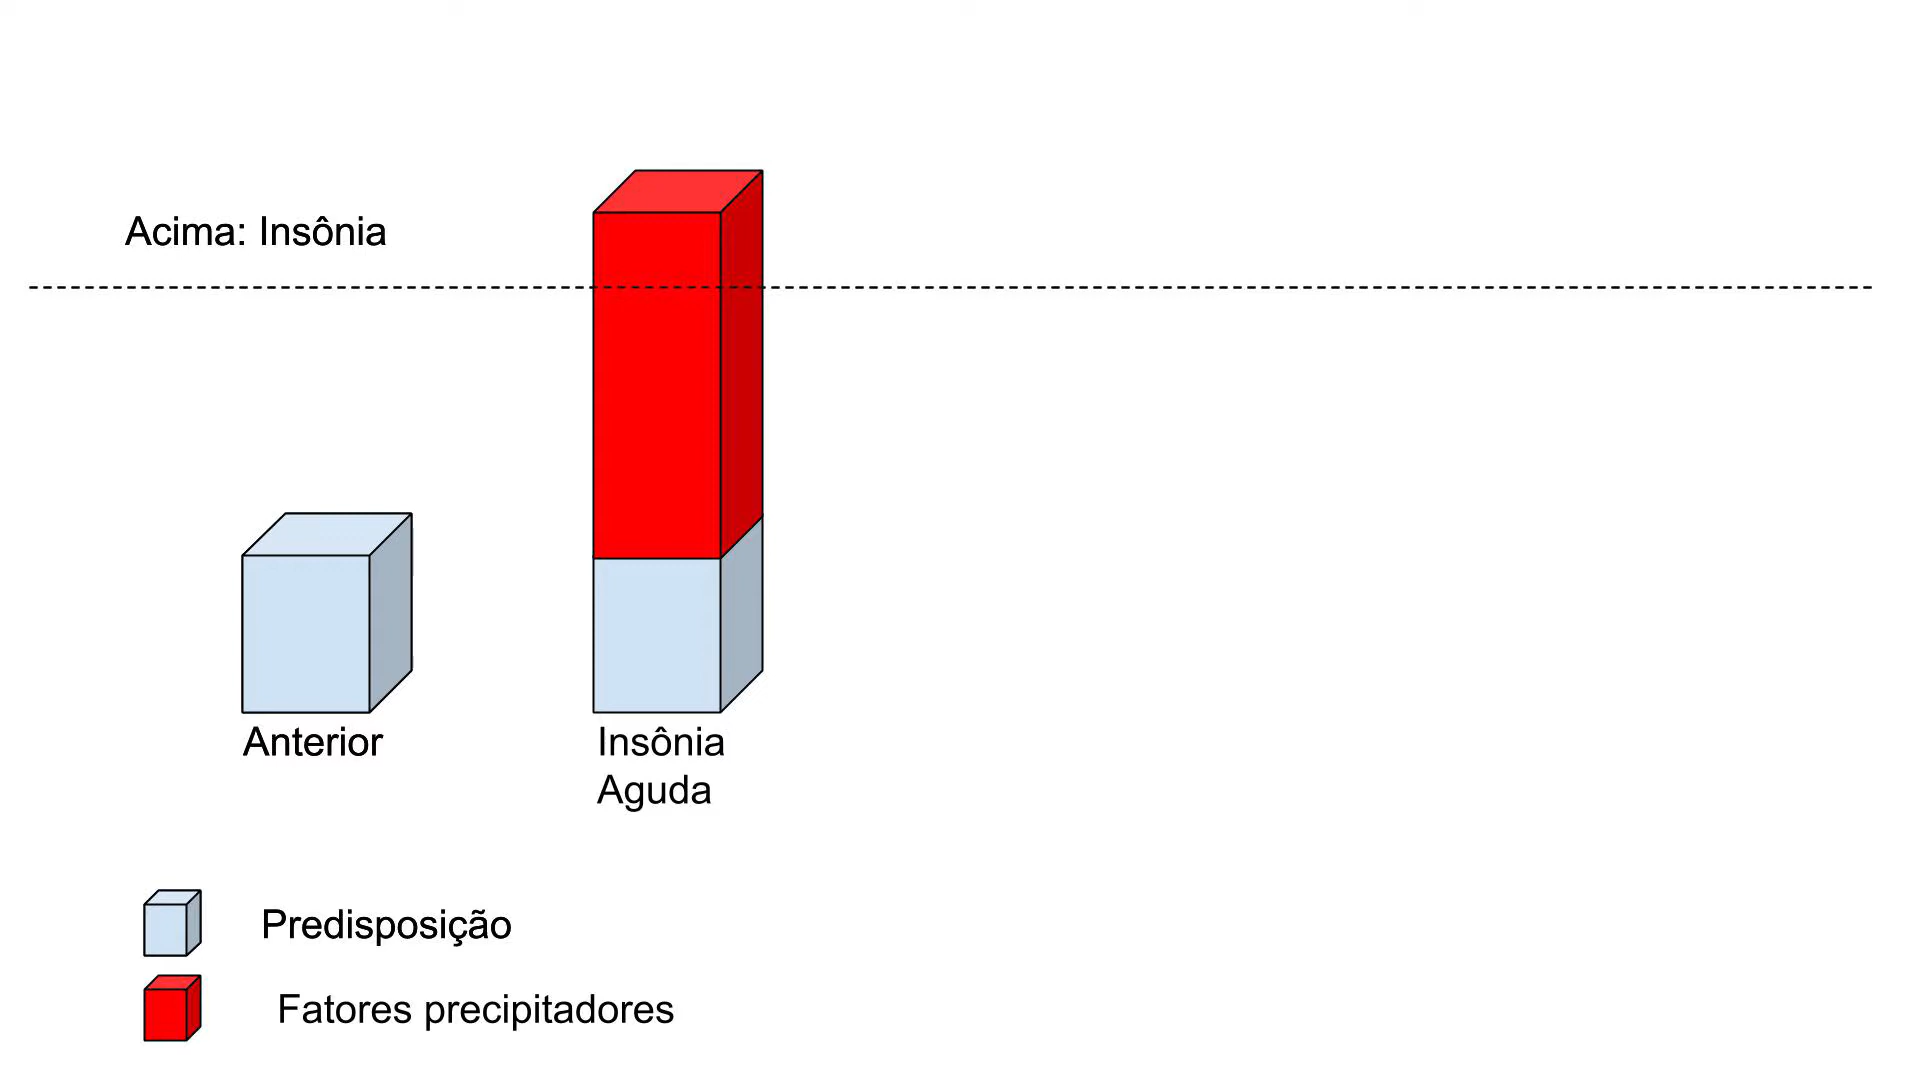 Acima: Insônia
Anterior
Insônia
Aguda
Predisposição
Fatores precipitadores